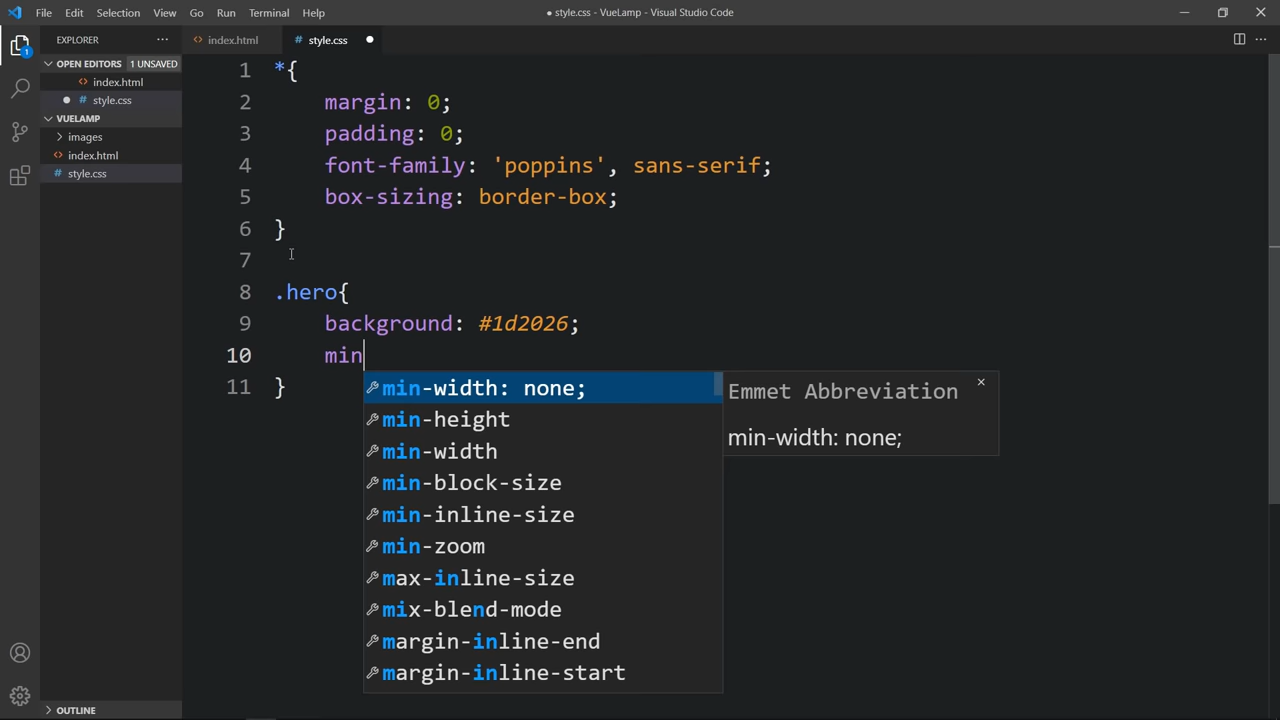 File Edit Selection View Go Run Terminal Help
● style.css - VueLamp - Visual Studio Code
EXPLORER
OPEN EDITORS 1 UNSAVED
index.html
style.css
VUELAMP
images
index.html
style.css
OUTLINE
1
index.html
style.css
1 *{
2 margin: 0;
3 padding: 0;
4 font-family: 'poppins', sans-serif;
5 box-sizing: border-box;
6 }
7
8 .hero{
9 background: #1d2026;
10 min
11 }
min-width: none;
min-height
min-width
min-block-size
min-inline-size
min-zoom
max-inline-size
mix-blend-mode
margin-inline-end
margin-inline-start
Emmet Abbreviation
min-width: none;